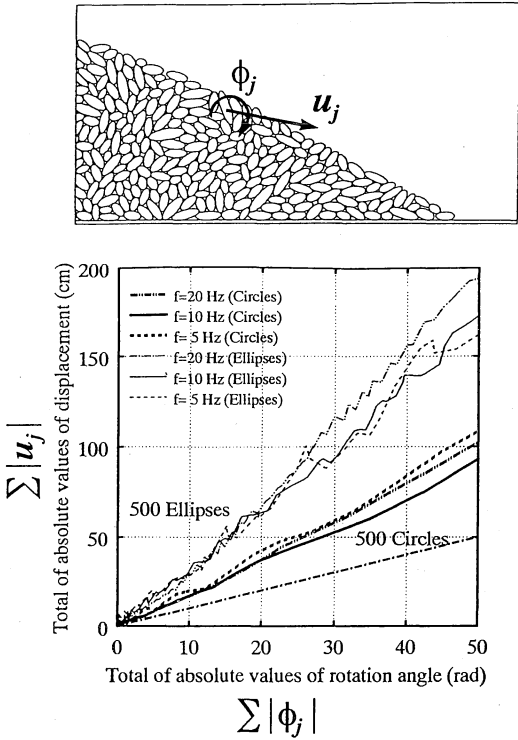 ϕj
uj
200
150
100
50
0
Total of absolute values of displacement (cm)
∑|uj|
f=20 Hz (Circles)
f=10 Hz (Circles)
f= 5 Hz (Circles)
f=20 Hz (Ellipses)
f=10 Hz (Ellipses)
f= 5 Hz (Ellipses)
500 Ellipses
500 Circles
0 10 20 30 40 50
Total of absolute values of rotation angle (rad)
∑|ϕj|